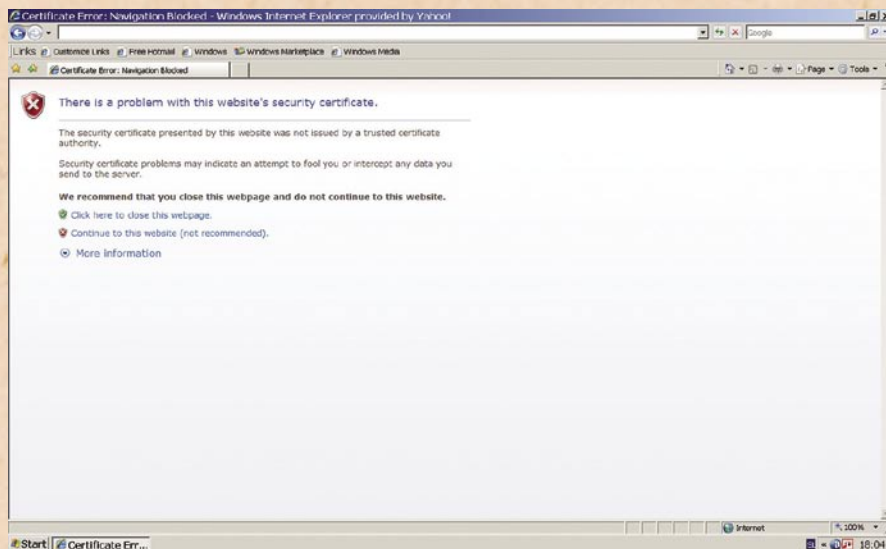 Certificate Error: Navigation Blocked - Windows Internet Explorer provided by Yahoo!
Google
Links Customize Links Free Hotmail Windows Windows Marketplace Windows Media
Certificate Error: Navigation Blocked Page Tools
There is a problem with this website's security certificate.
The security certificate presented by this website was not issued by a trusted certificate
authority.
Security certificate problems may indicate an attempt to fool you or intercept any data you
send to the server.
We recommend that you close this webpage and do not continue to this website.
Click here to close this webpage.
Continue to this website (not recommended).
More information
Internet 100%
Start Certificate Err... 18:04